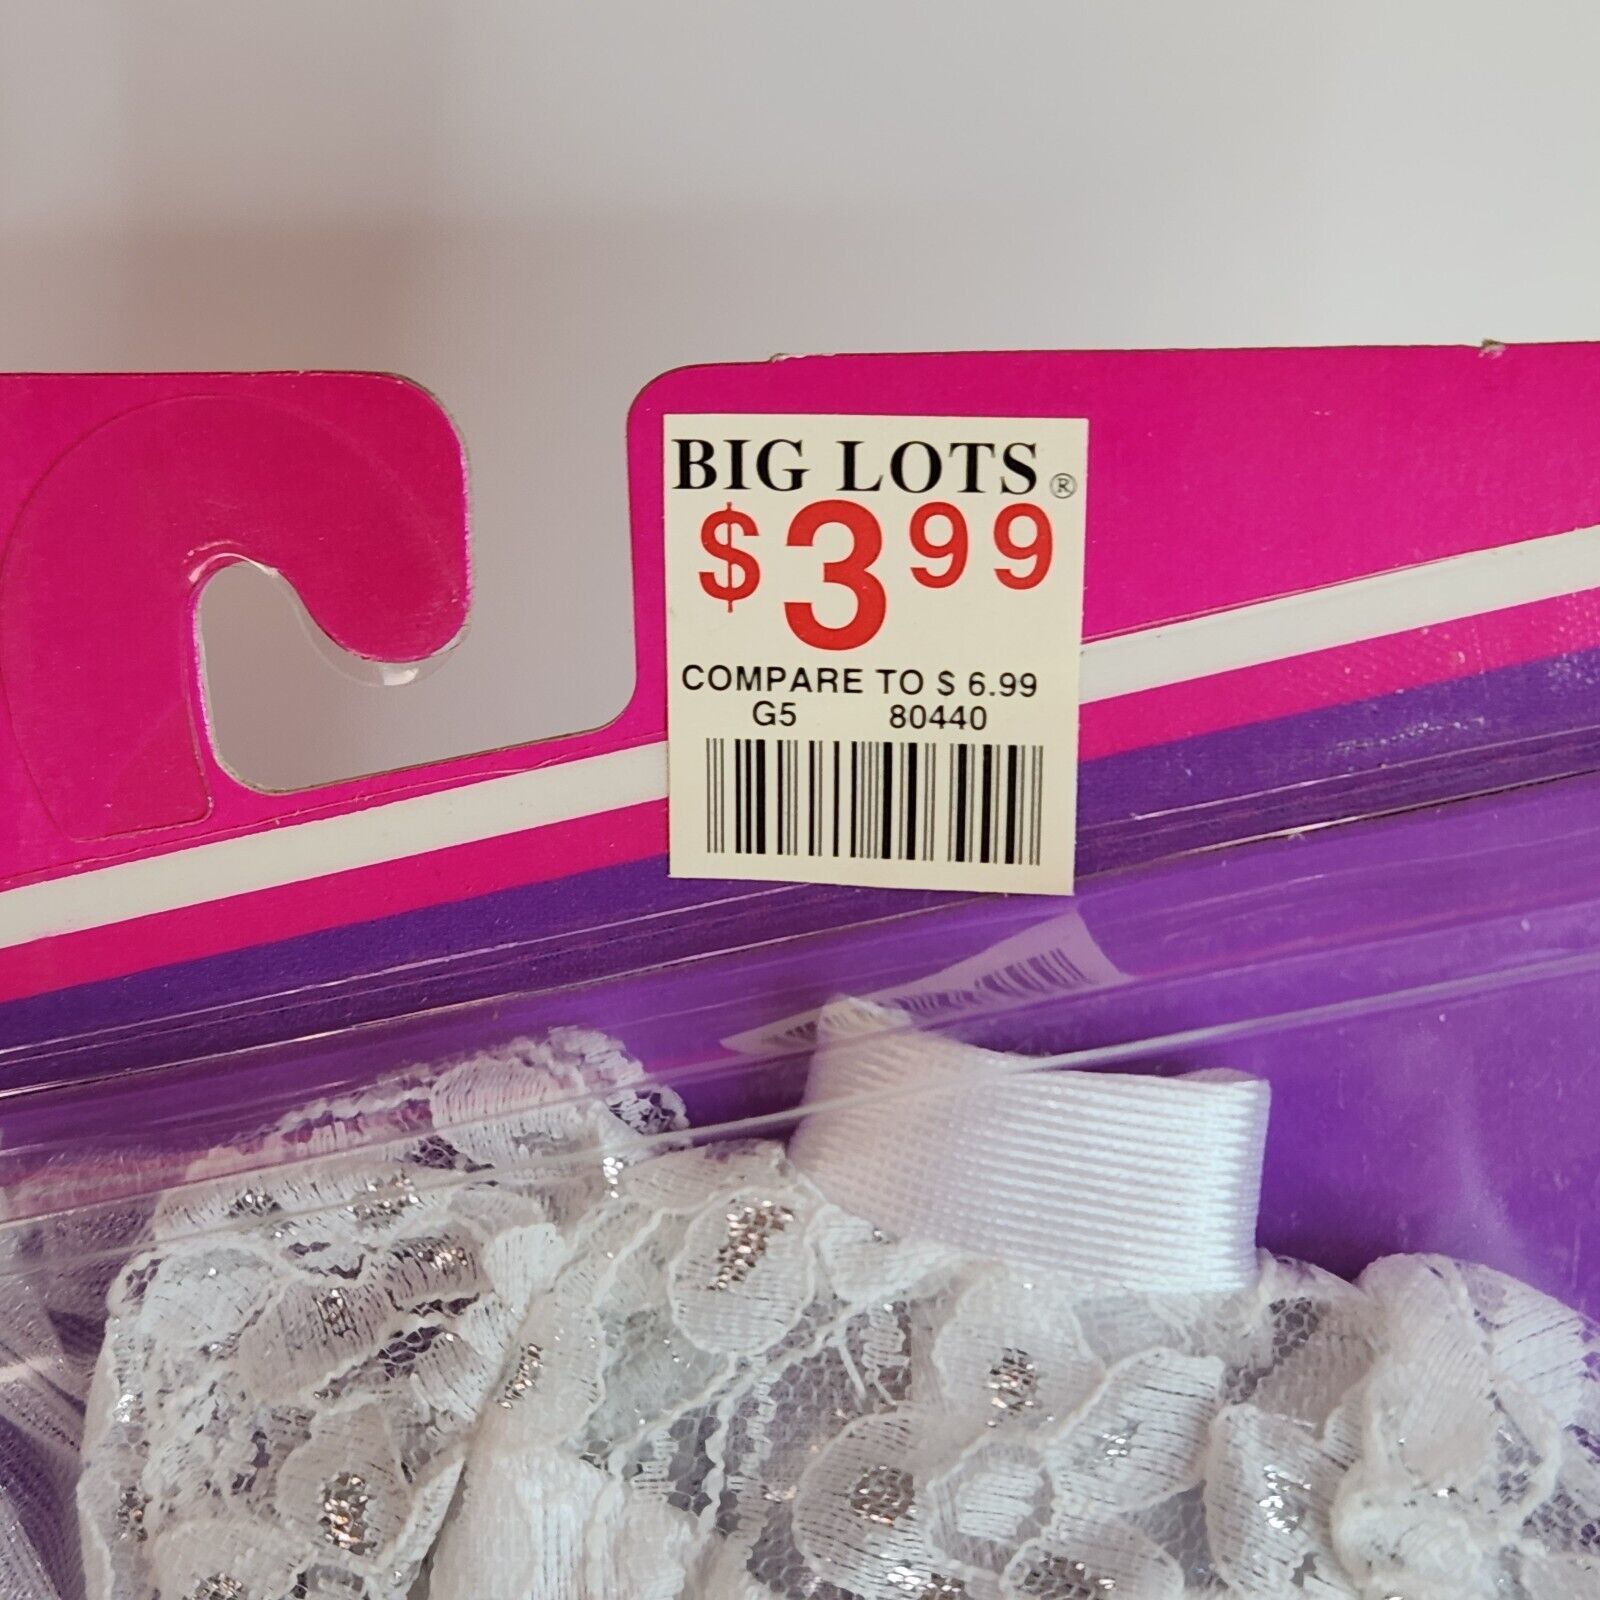 BIG LOTS®
$3.99
COMPARE TO $ 6.99
G5 80440